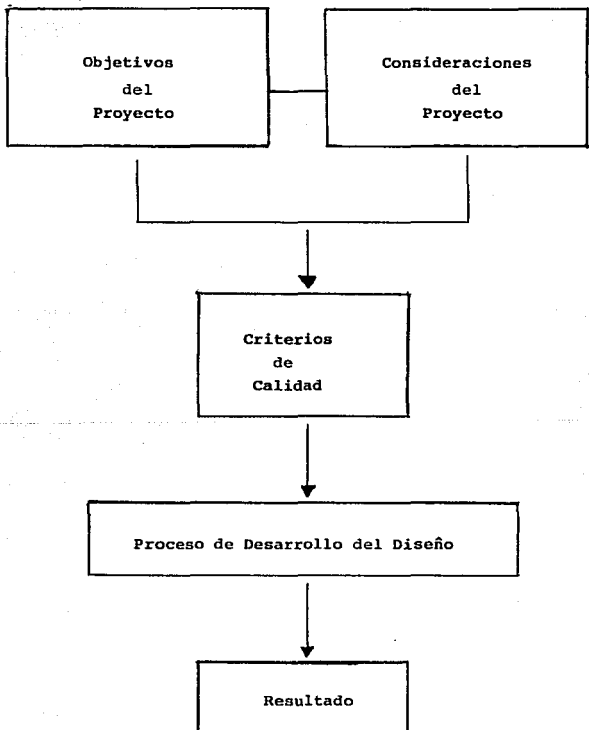 Objetivos
del
Proyecto
Consideraciones
del
Proyecto
Criterios
de
Calidad
Proceso de Desarrollo del Diseño
Resultado